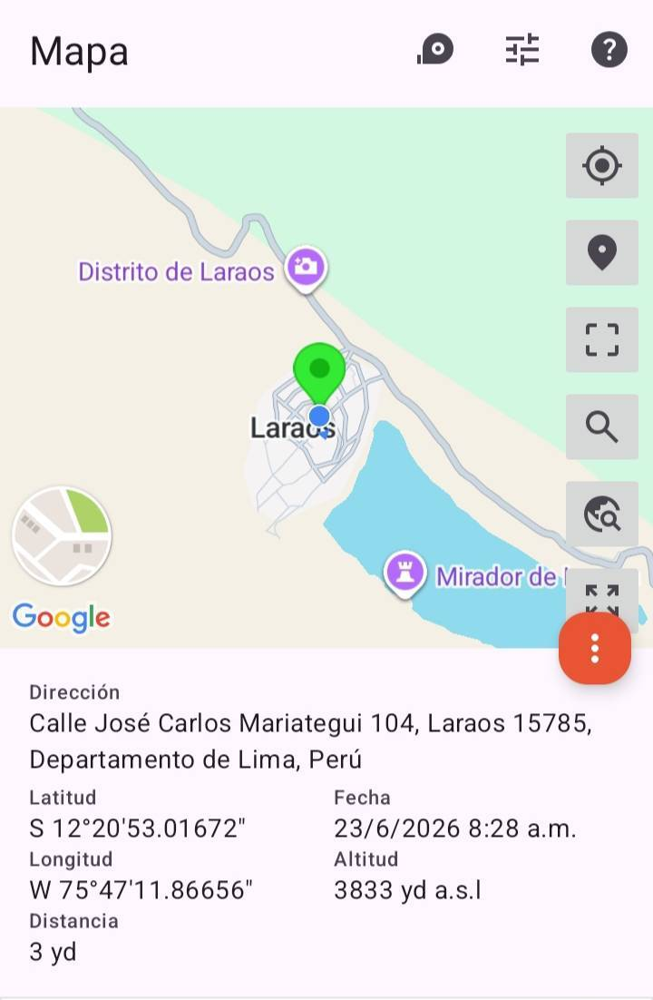 Mapa
Distrito de Laraos
Laraos
Mirador de
Google
Dirección
Calle José Carlos Mariategui 104, Laraos 15785,
Departamento de Lima, Perú
Latitud
Fecha
S 12°20'53.01672"
23/6/2026 8:28 a.m.
Longitud
Altitud
W 75°47'11.86656"
3833 yd a.s.l
Distancia
3 yd